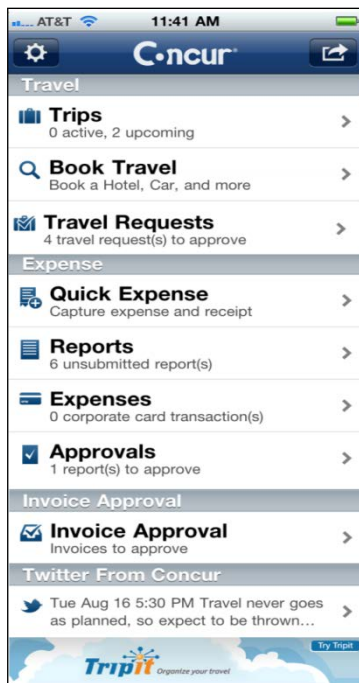 AT&T 11:41 AM
C•ncur
Travel
Trips
0 active, 2 upcoming
Book Travel
Book a Hotel, Car, and more
Travel Requests
4 travel request(s) to approve
Expense
Quick Expense
Capture expense and receipt
Reports
6 unsubmitted report(s)
Expenses
0 corporate card transaction(s)
Approvals
1 report(s) to approve
Invoice Approval
Invoice Approval
Invoices to approve
Twitter From Concur
Tue Aug 16 5:30 PM Travel never goes
as planned, so expect to be thrown...
Try Tripit
Tripit Organize your travel